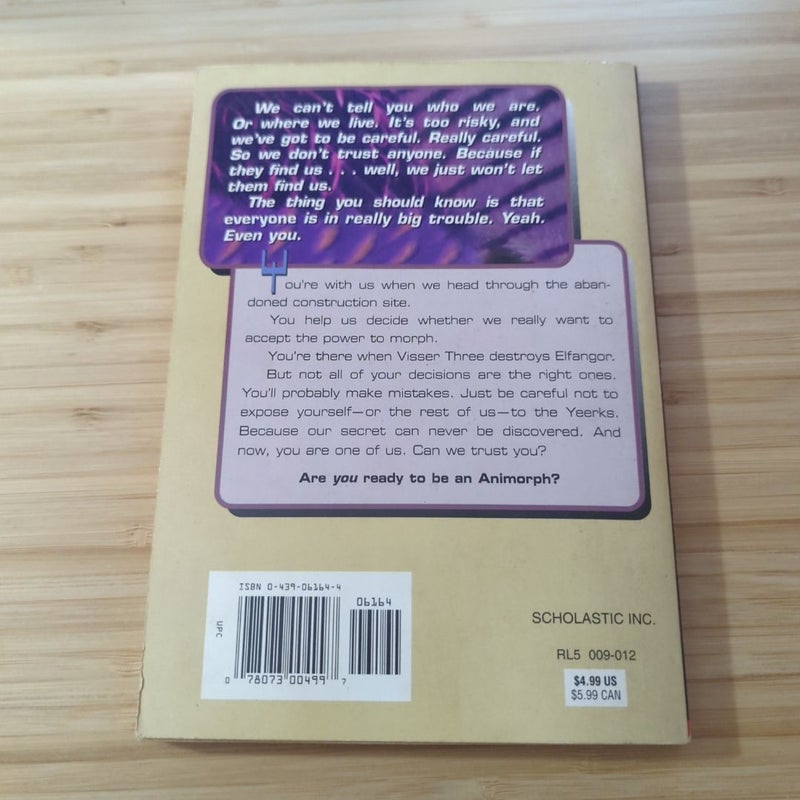 We can't tell you who we are.
Or where we live. It's too risky, and
we've got to be careful. Really careful.
So we don't trust anyone. Because if
they find us . . . well, we just won't let
them find us.
The thing you should know is that
everyone is in really big trouble. Yeah.
Even you.
You're with us when we head through the aban-
doned construction site.
You help us decide whether we really want to
accept the power to morph.
You're there when Visser Three destroys Elfangor.
But not all of your decisions are the right ones.
You'll probably make mistakes. Just be careful not to
expose yourself—or the rest of us—to the Yeerks.
Because our secret can never be discovered. And
now, you are one of us. Can we trust you?
Are you ready to be an Animorph?
ISBN 0-439-06164-4
06164
UPC
0 78073 00499 7
SCHOLASTIC INC.
RL5 009-012
$4.99 US
$5.99 CAN